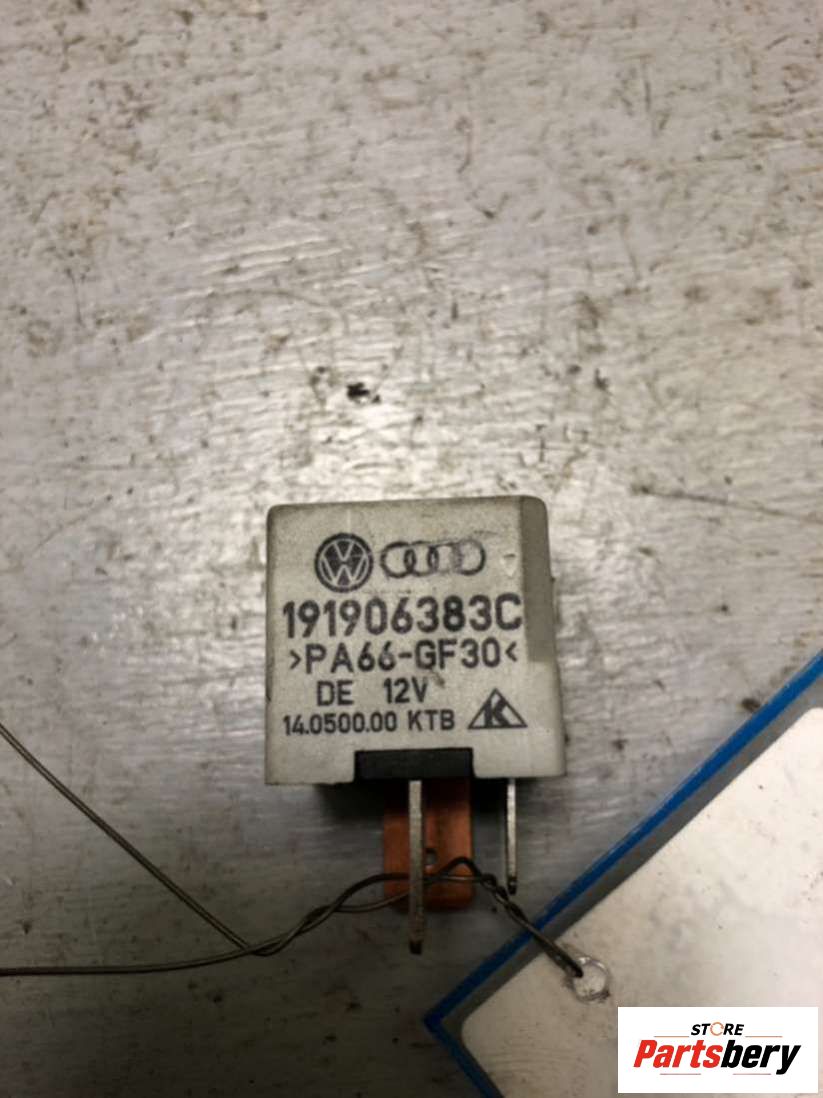 191906383C
>PA66-GF30<
DE 12V
14.0500.00 KTB K
STORE
Partsbery